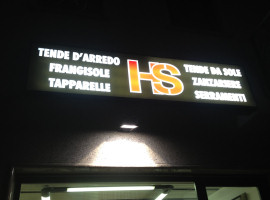 TENDE D'ARREDO
FRANGISOLE
TAPPARELLE
HS
TENDE DA SOLE
ZANZARIERE
SERRAMENTI